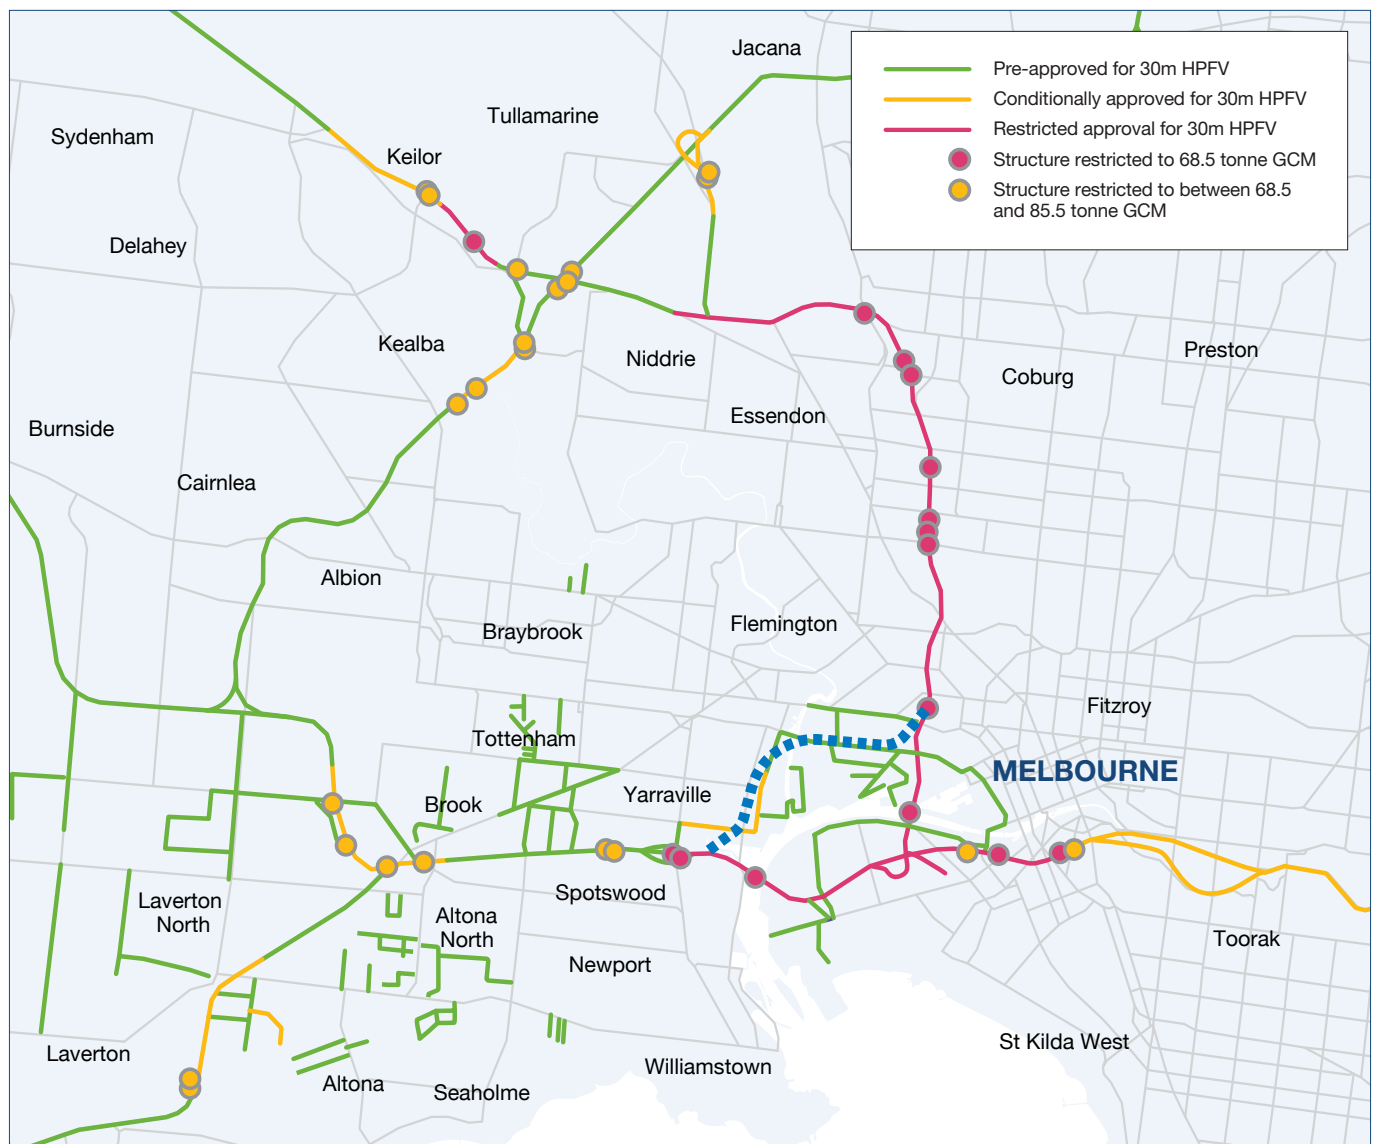 Jacana
Pre-approved for 30m HPFV
Conditionally approved for 30m HPFV
Restricted approval for 30m HPFV
Structure restricted to 68.5 tonne GCM
Structure restricted to between 68.5
and 85.5 tonne GCM
Tullamarine
Sydenham
Keilor
Delahey
Kealba
Niddrie
Preston
Coburg
Essendon
Burnside
Cairnlea
Albion
Flemington
Braybrook
Fitzroy
Tottenham
MELBOURNE
Yarraville
Brook
Spotswood
Laverton
North
Altona
North
Toorak
Newport
St Kilda West
Laverton
Williamstown
Altona
Seaholme